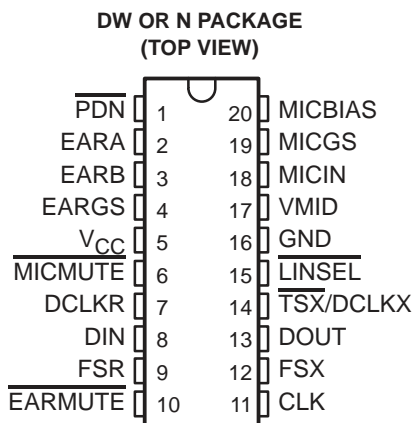 DW OR N PACKAGE
(TOP VIEW)
PDN 1 20 MICBIAS
EARA 2 19 MICGS
EARB 3 18 MICIN
EARGS 4 17 VMID
VCC 5 16 GND
MICMUTE 6 15 LINSEL
DCLKR 7 14 TSX/DCLKX
DIN 8 13 DOUT
FSR 9 12 FSX
EARMUTE 10 11 CLK